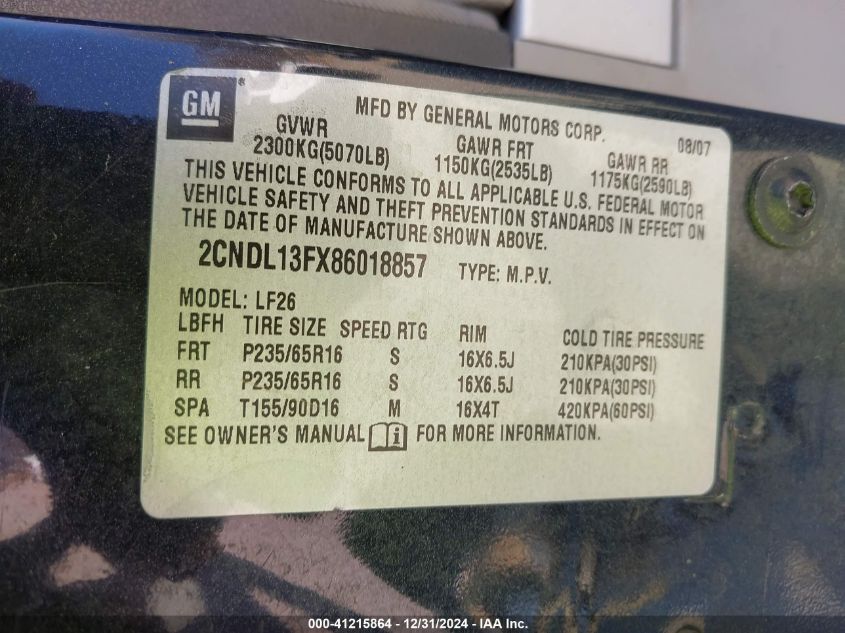 GM
MFD BY GENERAL MOTORS CORP. 08/07
GVWR GAWR FRT GAWR RR
2300KG(5070LB) 1150KG(2535LB) 1175KG(2590LB)
THIS VEHICLE CONFORMS TO ALL APPLICABLE U.S. FEDERAL MOTOR
VEHICLE SAFETY AND THEFT PREVENTION STANDARDS IN EFFECT ON
THE DATE OF MANUFACTURE SHOWN ABOVE.
2CNDL13FX86018857 TYPE: M.P.V.
MODEL: LF26
LBFH TIRE SIZE SPEED RTG RIM COLD TIRE PRESSURE
FRT P235/65R16 S 16X6.5J 210KPA(30PSI)
RR P235/65R16 S 16X6.5J 210KPA(30PSI)
SPA T155/90D16 M 16X4T 420KPA(60PSI)
SEE OWNER'S MANUAL i FOR MORE INFORMATION.
000-41215864 - 12/31/2024 - IAAI - Copyright IAA, Inc.